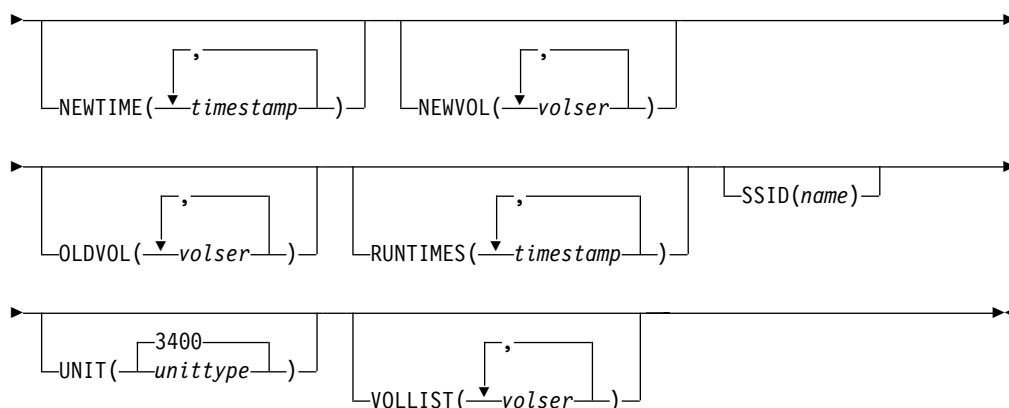 , ,
NEWTIME( timestamp ) NEWVOL( volser )
SSID(name)
, ,
OLDVOL( volser ) RUNTIMES( timestamp )
3400 ,
UNIT( unittype )
VOLLIST( volser )